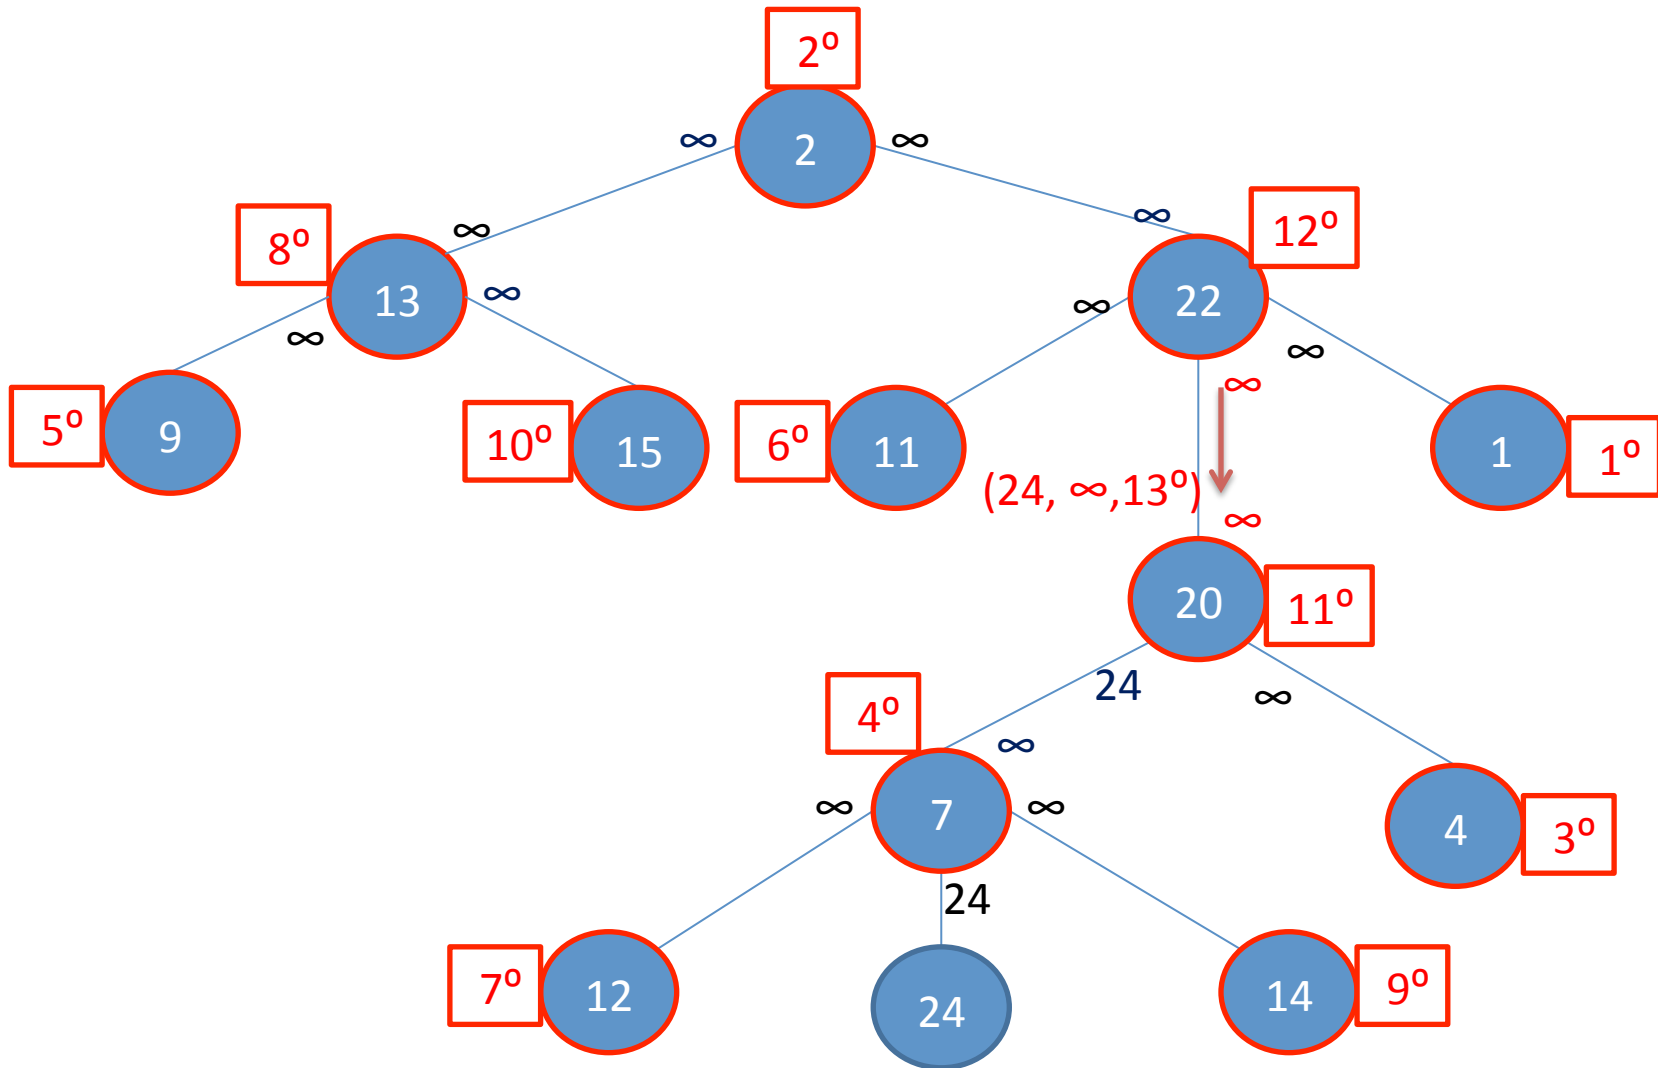 2º
∞ 2 ∞
∞
∞
8º
12º
13 ∞
∞ 22
∞
∞
∞
5º 9
10º 15
6º 11
1 1º
(24, ∞,13º)
∞
20 11º
24
∞
4º
∞
∞ 7 ∞
4 3º
24
7º 12
24
14 9º